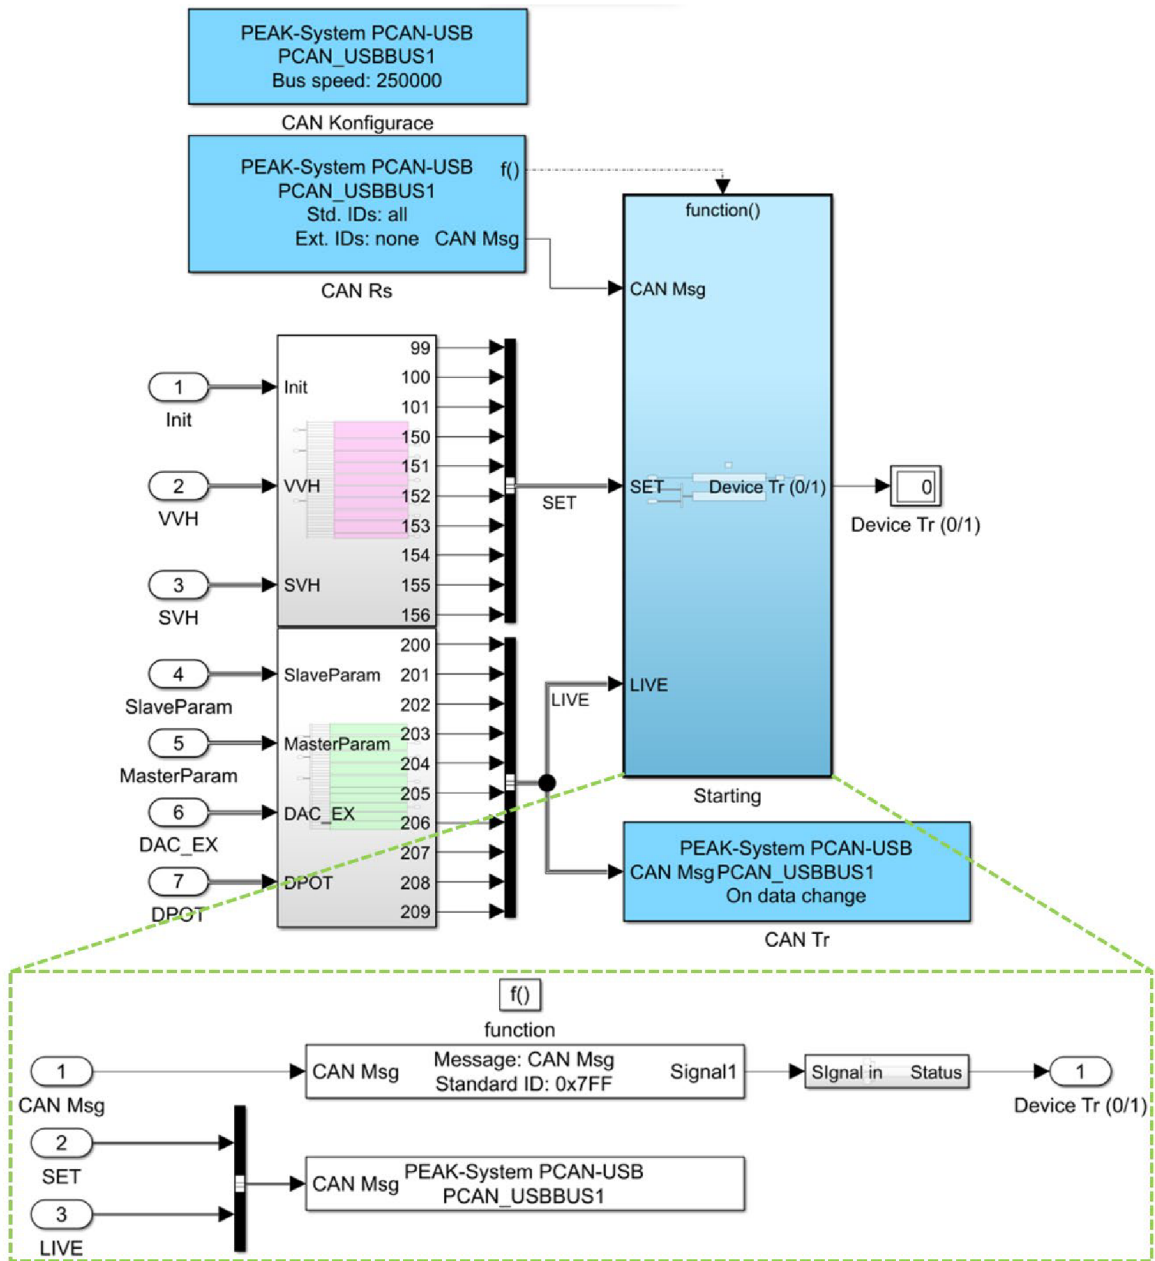 PEAK-System PCAN-USB
PCAN_USBBUS1
Bus speed: 250000
CAN Konfigurace
PEAK-System PCAN-USB
f()
PCAN_USBBUS1
Std. IDs: all
Ext. IDs: none
CAN Msg
CAN Rs
function()
CAN Msg
SET
Device Tr (0/1)
LIVE
Starting
0
Device Tr (0/1)
1
Init
2
VVH
3
SVH
Init
VVH
SVH
99
100
101
150
151
152
153
154
155
156
SET
4
SlaveParam
5
MasterParam
6
DAC_EX
7
DPOT
SlaveParam
MasterParam
DAC_EX
DPOT
200
201
202
203
204
205
206
207
208
209
LIVE
PEAK-System PCAN-USB
CAN Msg PCAN_USBBUS1
On data change
CAN Tr
f()
function
1
CAN Msg
CAN Msg
Message: CAN Msg
Standard ID: 0x7FF
Signal1
SIgnal in
Status
1
Device Tr (0/1)
2
SET
3
LIVE
CAN Msg
PEAK-System PCAN-USB
PCAN_USBBUS1